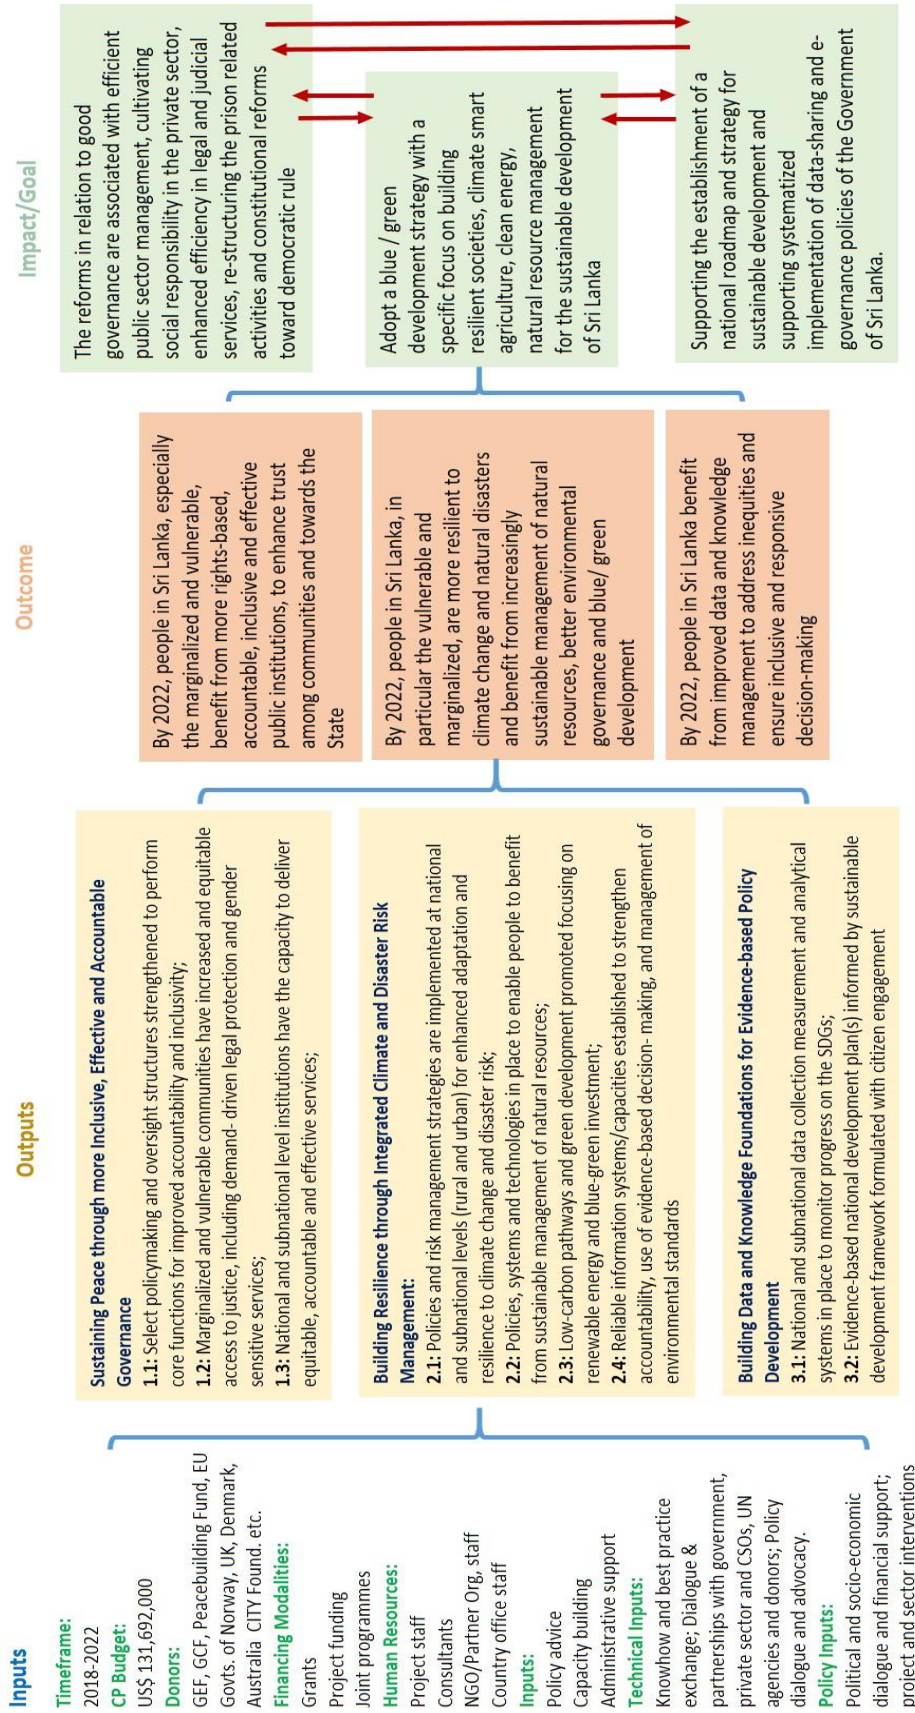 Inputs
Timeframe:
2018-2022
CP Budget:
US$ 131,692,000
Donors:
GEF, GCF, Peacebuilding Fund, EU
Govts. of Norway, UK, Denmark,
Australia CITY Found. etc.
Financing Modalities:
Grants
Project funding
Joint programmes
Human Resources:
Project staff
Consultants
NGO/Partner Org, staff
Country office staff
Inputs:
Policy advice
Capacity building
Administrative support
Technical Inputs:
Knowhow and best practice
exchange; Dialogue &
partnerships with government,
private sector and CSOs, UN
agencies and donors; Policy
dialogue and advocacy.
Policy Inputs:
Political and socio-economic
dialogue and financial support;
project and sector interventions
Outputs
Sustaining Peace through more Inclusive, Effective and Accountable
Governance
1.1: Select policymaking and oversight structures strengthened to perform
core functions for improved accountability and inclusivity;
1.2: Marginalized and vulnerable communities have increased and equitable
access to justice, including demand- driven legal protection and gender
sensitive services;
1.3: National and subnational level institutions have the capacity to deliver
equitable, accountable and effective services;
Building Resilience through Integrated Climate and Disaster Risk
Management:
2.1: Policies and risk management strategies are implemented at national
and subnational levels (rural and urban) for enhanced adaptation and
resilience to climate change and disaster risk;
2.2: Policies, systems and technologies in place to enable people to benefit
from sustainable management of natural resources;
2.3: Low-carbon pathways and green development promoted focusing on
renewable energy and blue-green investment;
2.4: Reliable information systems/capacities established to strengthen
accountability, use of evidence-based decision- making, and management of
environmental standards
Building Data and Knowledge Foundations for Evidence-based Policy
Development
3.1: National and subnational data collection measurement and analytical
systems in place to monitor progress on the SDGs;
3.2: Evidence-based national development plan(s) informed by sustainable
development framework formulated with citizen engagement
Outcome
By 2022, people in Sri Lanka, especially
the marginalized and vulnerable,
benefit from more rights-based,
accountable, inclusive and effective
public institutions, to enhance trust
among communities and towards the
State
By 2022, people in Sri Lanka, in
particular the vulnerable and
marginalized, are more resilient to
climate change and natural disasters
and benefit from increasingly
sustainable management of natural
resources, better environmental
governance and blue/ green
development
By 2022, people in Sri Lanka benefit
from improved data and knowledge
management to address inequities and
ensure inclusive and responsive
decision-making
Impact/Goal
The reforms in relation to good
governance are associated with efficient
public sector management, cultivating
social responsibility in the private sector,
enhanced efficiency in legal and judicial
services, re-structuring the prison related
activities and constitutional reforms
toward democratic rule
Adopt a blue / green
development strategy with a
specific focus on building
resilient societies, climate smart
agriculture, clean energy,
natural resource management
for the sustainable development
of Sri Lanka
Supporting the establishment of a
national roadmap and strategy for
sustainable development and
supporting systematized
implementation of data-sharing and e-
governance policies of the Government
of Sri Lanka.